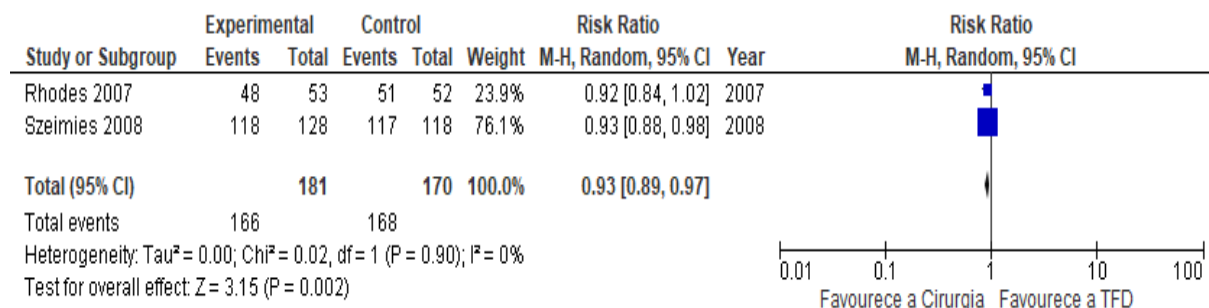 Experimental Control Risk Ratio Risk Ratio
Study or Subgroup Events Total Events Total Weight M-H, Random, 95% CI Year M-H, Random, 95% CI
Rhodes 2007 48 53 51 52 23.9% 0.92 [0.84, 1.02] 2007
Szeimies 2008 118 128 117 118 76.1% 0.93 [0.88, 0.98] 2008
Total (95% CI) 181 170 100.0% 0.93 [0.89, 0.97]
Total events 166 168
Heterogeneity: Tau² = 0.00; Chi² = 0.02, df = 1 (P = 0.90); I² = 0%
Test for overall effect: Z = 3.15 (P = 0.002)
0.01 0.1 1 10 100
Favourece a Cirurgia Favourece a TFD